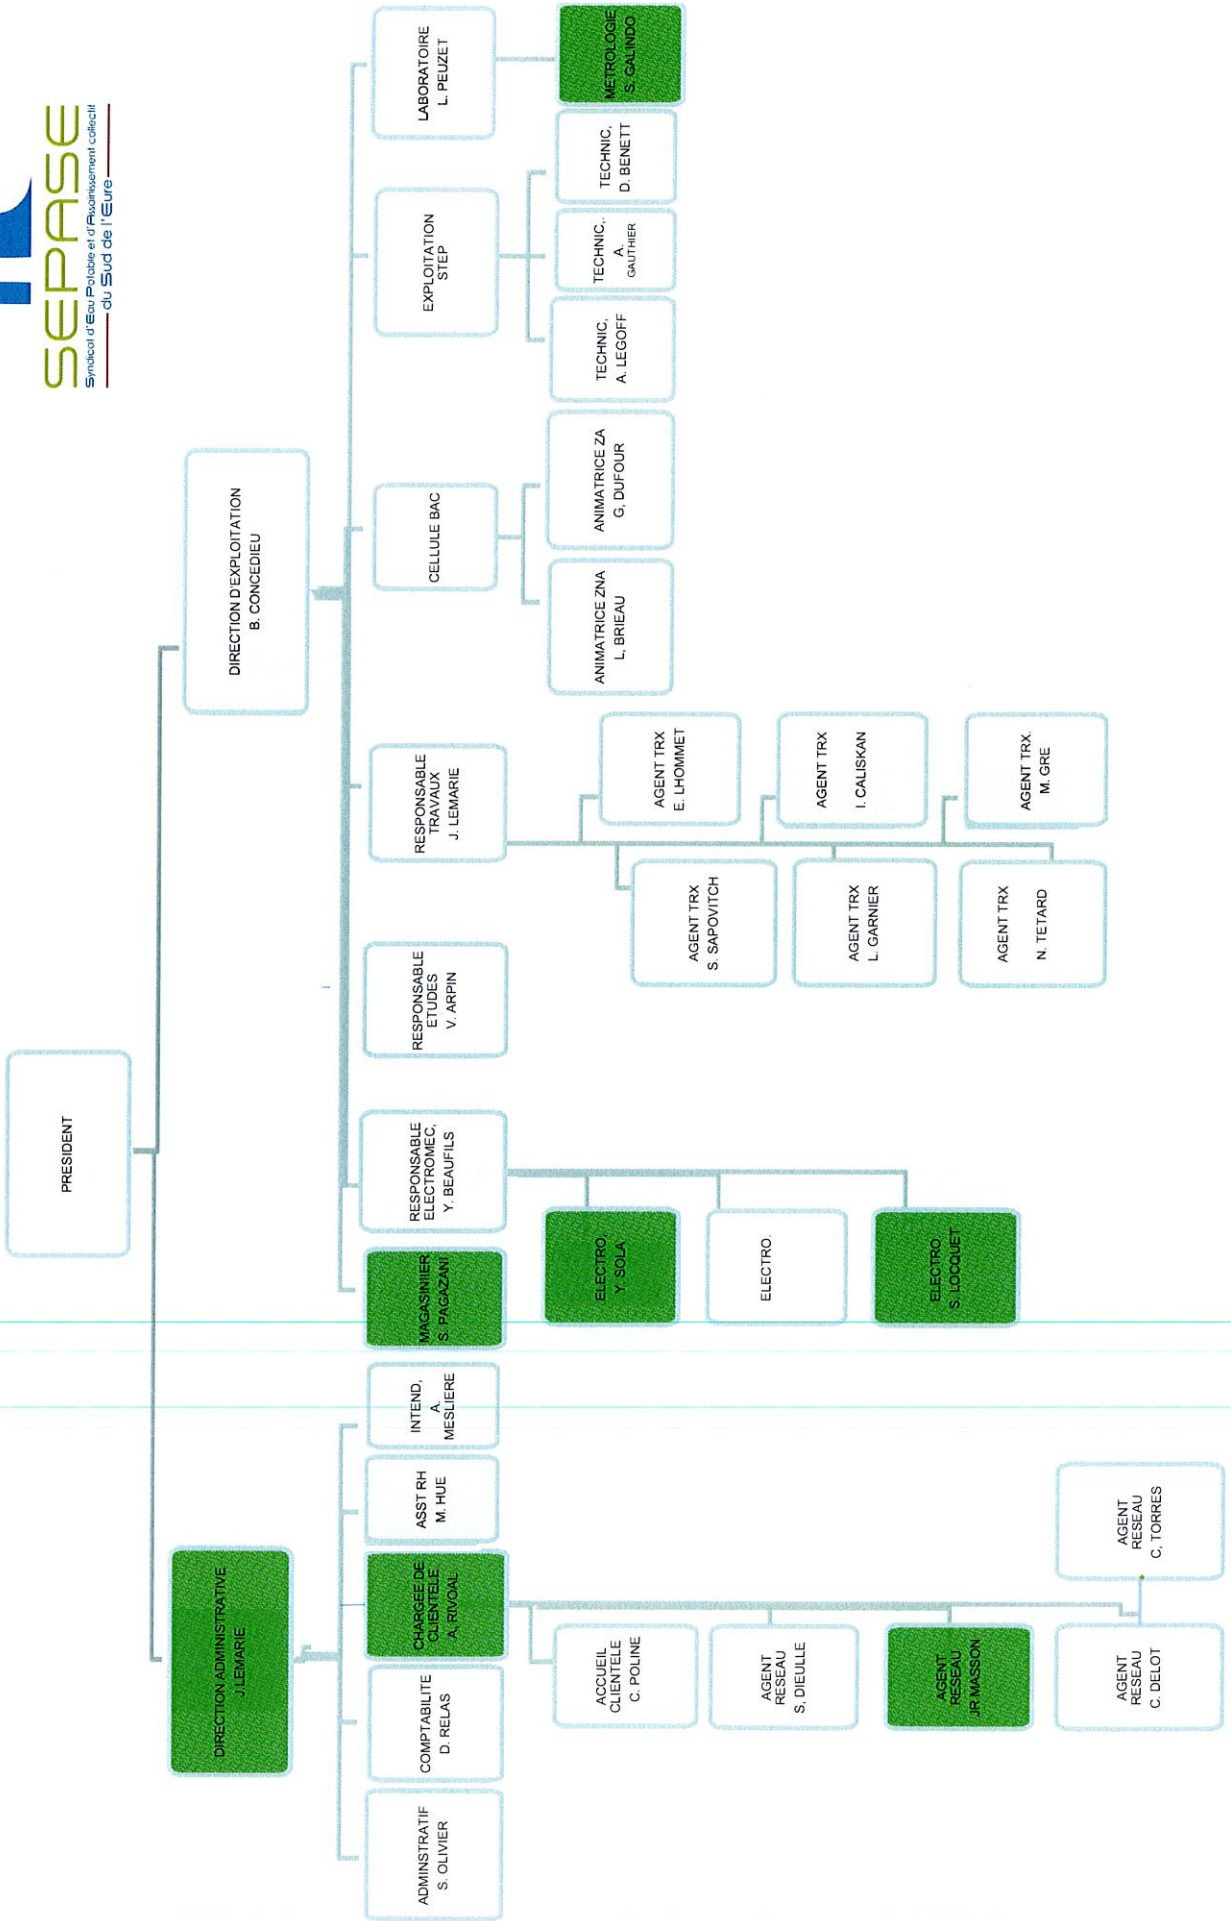 SEPASE
Syndicat d'Eau Potable et d'Assainissement collectif
du Sud de l'Eure
PRESIDENT
DIRECTION ADMINISTRATIVE
J.LEMARIE
DIRECTION D'EXPLOITATION
B. CONCEDIEU
ADMINSTRATIF
S. OLIVIER
COMPTABILITE
D. RELAS
CHARGEE DE
CLIENTELE
A, RIVOAL
ASST RH
M. HUE
INTEND,
A.
MESLIERE
MAGASINIIER
S. PAGAZANI
RESPONSABLE
ELECTROMEC,
Y. BEAUFILS
RESPONSABLE
ETUDES
V. ARPIN
RESPONSABLE
TRAVAUX
J. LEMARIE
CELLULE BAC
EXPLOITATION
STEP
LABORATOIRE
L. PEUZET
ACCUEIL
CLIENTELE
C. POLINE
AGENT
RESEAU
S, DIEULLE
AGENT
RESEAU
JR MASSON
AGENT
RESEAU
C. DELOT
AGENT
RESEAU
C, TORRES
ELECTRO,
Y. SOLA
ELECTRO.
ELECTRO,
S. LOCQUET
AGENT TRX
S. SAPOVITCH
AGENT TRX
E. LHOMMET
AGENT TRX
L. GARNIER
AGENT TRX
I. CALISKAN
AGENT TRX
N. TETARD
AGENT TRX.
M. GRE
ANIMATRICE ZNA
L, BRIEAU
ANIMATRICE ZA
G, DUFOUR
TECHNIC,
A. LEGOFF
TECHNIC,.
A.
GAUTHIER
TECHNIC,
D. BENETT
METROLOGIE
S. GALINDO